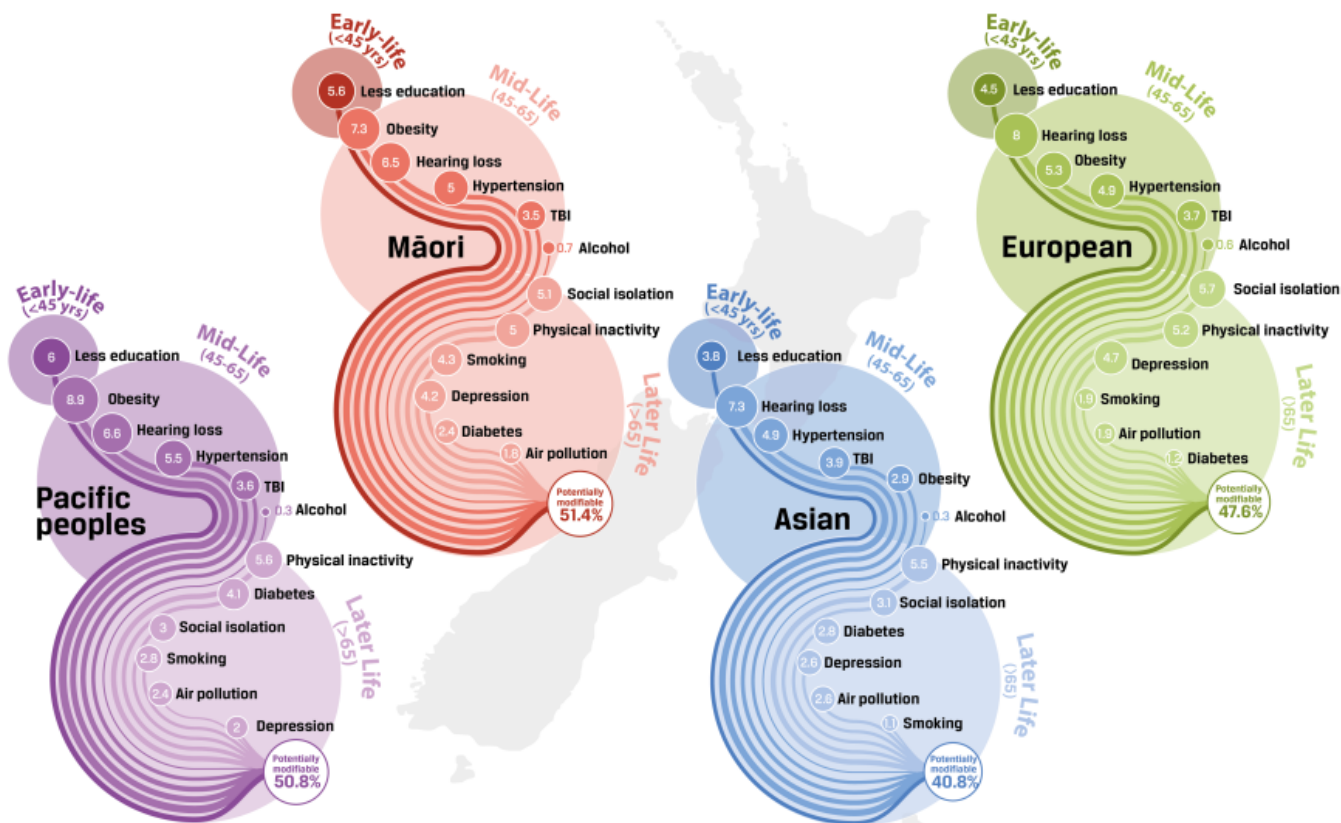 Early-life
(<45 yrs)
5.6 Less education
Mid-Life
(45-65)
7.3 Obesity
6.5 Hearing loss
5 Hypertension
3.5 TBI
0.7 Alcohol
Māori
5.1 Social isolation
5 Physical inactivity
4.3 Smoking
4.2 Depression
2.4 Diabetes
1.8 Air pollution
Later Life
(>65)
Potentially
modifiable
51.4%
Early-life
(<45 yrs)
4.5 Less education
Mid-Life
(45-65)
8 Hearing loss
5.3 Obesity
4.9 Hypertension
3.7 TBI
0.6 Alcohol
European
5.7 Social isolation
5.2 Physical inactivity
4.7 Depression
1.9 Smoking
1.9 Air pollution
1.2 Diabetes
Later Life
(>65)
Potentially
modifiable
47.6%
Early-life
(<45 yrs)
6 Less education
Mid-Life
(45-65)
8.9 Obesity
6.6 Hearing loss
5.5 Hypertension
3.6 TBI
0.3 Alcohol
Pacific
peoples
5.6 Physical inactivity
4.1 Diabetes
3 Social isolation
2.8 Smoking
2.4 Air pollution
2 Depression
Later Life
(>65)
Potentially
modifiable
50.8%
Early-life
(<45 yrs)
3.8 Less education
Mid-Life
(45-65)
7.3 Hearing loss
4.9 Hypertension
3.9 TBI
2.9 Obesity
0.3 Alcohol
Asian
5.5 Physical inactivity
3.1 Social isolation
2.8 Diabetes
2.6 Depression
2.6 Air pollution
1.1 Smoking
Later Life
(>65)
Potentially
modifiable
40.8%